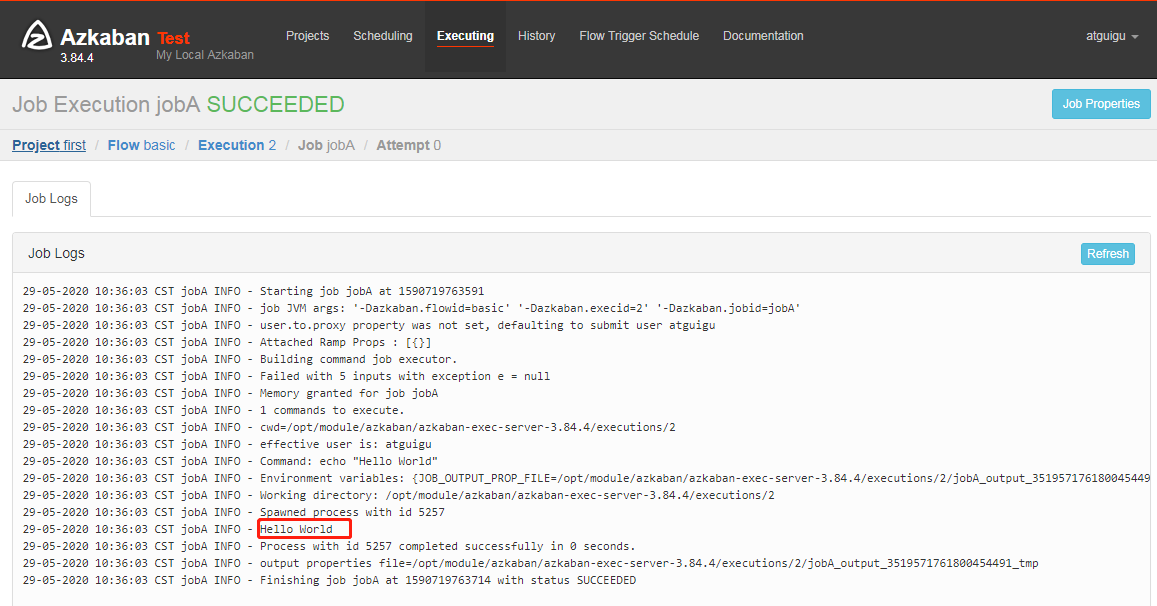 Azkaban Test
3.84.4 My Local Azkaban
Projects Scheduling Executing History Flow Trigger Schedule Documentation atguigu
Job Execution jobA SUCCEEDED
Job Properties
Project first / Flow basic / Execution 2 / Job jobA / Attempt 0
Job Logs
Job Logs
Refresh
29-05-2020 10:36:03 CST jobA INFO - Starting job jobA at 1590719763591
29-05-2020 10:36:03 CST jobA INFO - job JVM args: '-Dazkaban.flowid=basic' '-Dazkaban.execid=2' '-Dazkaban.jobid=jobA'
29-05-2020 10:36:03 CST jobA INFO - user.to.proxy property was not set, defaulting to submit user atguigu
29-05-2020 10:36:03 CST jobA INFO - Attached Ramp Props : [{}]
29-05-2020 10:36:03 CST jobA INFO - Building command job executor.
29-05-2020 10:36:03 CST jobA INFO - Failed with 5 inputs with exception e = null
29-05-2020 10:36:03 CST jobA INFO - Memory granted for job jobA
29-05-2020 10:36:03 CST jobA INFO - 1 commands to execute.
29-05-2020 10:36:03 CST jobA INFO - cwd=/opt/module/azkaban/azkaban-exec-server-3.84.4/executions/2
29-05-2020 10:36:03 CST jobA INFO - effective user is: atguigu
29-05-2020 10:36:03 CST jobA INFO - Command: echo "Hello World"
29-05-2020 10:36:03 CST jobA INFO - Environment variables: {JOB_OUTPUT_PROP_FILE=/opt/module/azkaban/azkaban-exec-server-3.84.4/executions/2/jobA_output_351957176180045449
29-05-2020 10:36:03 CST jobA INFO - Working directory: /opt/module/azkaban/azkaban-exec-server-3.84.4/executions/2
29-05-2020 10:36:03 CST jobA INFO - Spawned process with id 5257
29-05-2020 10:36:03 CST jobA INFO - Hello World
29-05-2020 10:36:03 CST jobA INFO - Process with id 5257 completed successfully in 0 seconds.
29-05-2020 10:36:03 CST jobA INFO - output properties file=/opt/module/azkaban/azkaban-exec-server-3.84.4/executions/2/jobA_output_3519571761800454491_tmp
29-05-2020 10:36:03 CST jobA INFO - Finishing job jobA at 1590719763714 with status SUCCEEDED